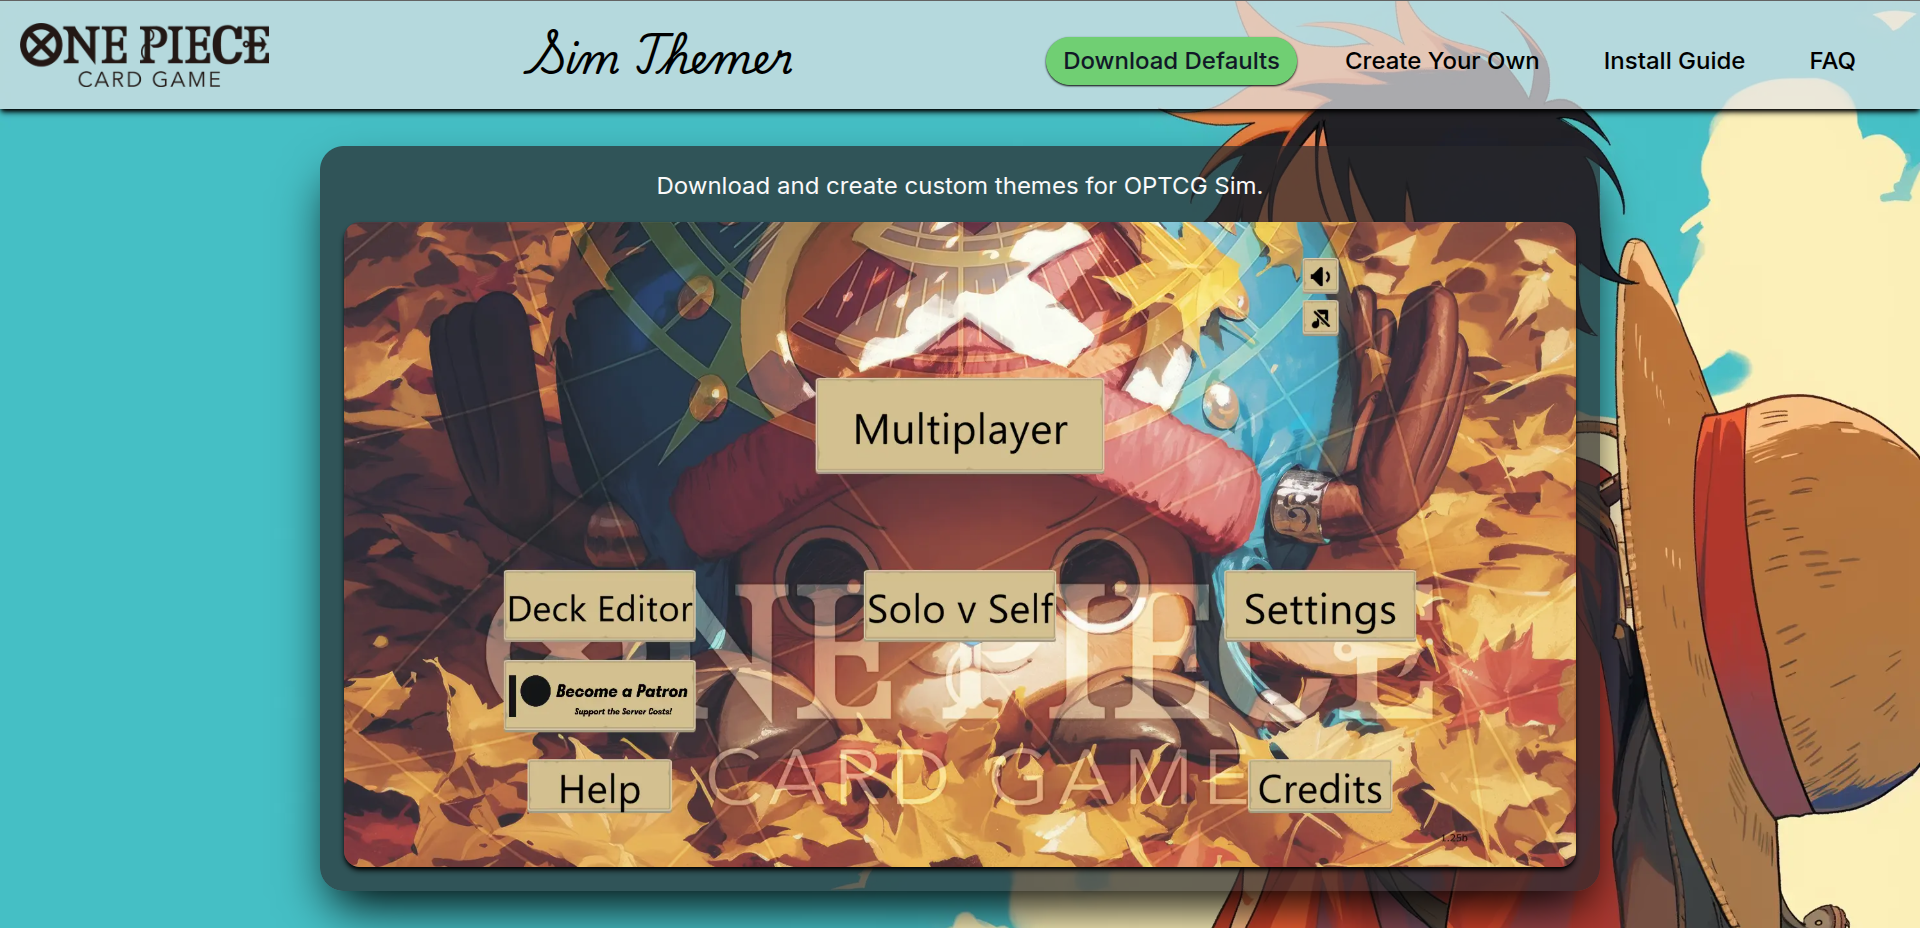 ONE PIECE
CARD GAME
Sim Themer
Download Defaults
Create Your Own
Install Guide
FAQ
Download and create custom themes for OPTCG Sim.
Multiplayer
Deck Editor
Solo v Self
Settings
Become a Patron
Support the Server Costs!
ONE PIECE
CARD GAME
Help
Credits
1.25b